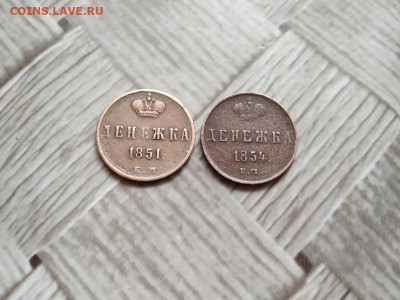 COINS.LAVE.RU
ДЕНЕЖКА
1851.
Е.М.
ДЕНЕЖКА
1854.
Е.М.